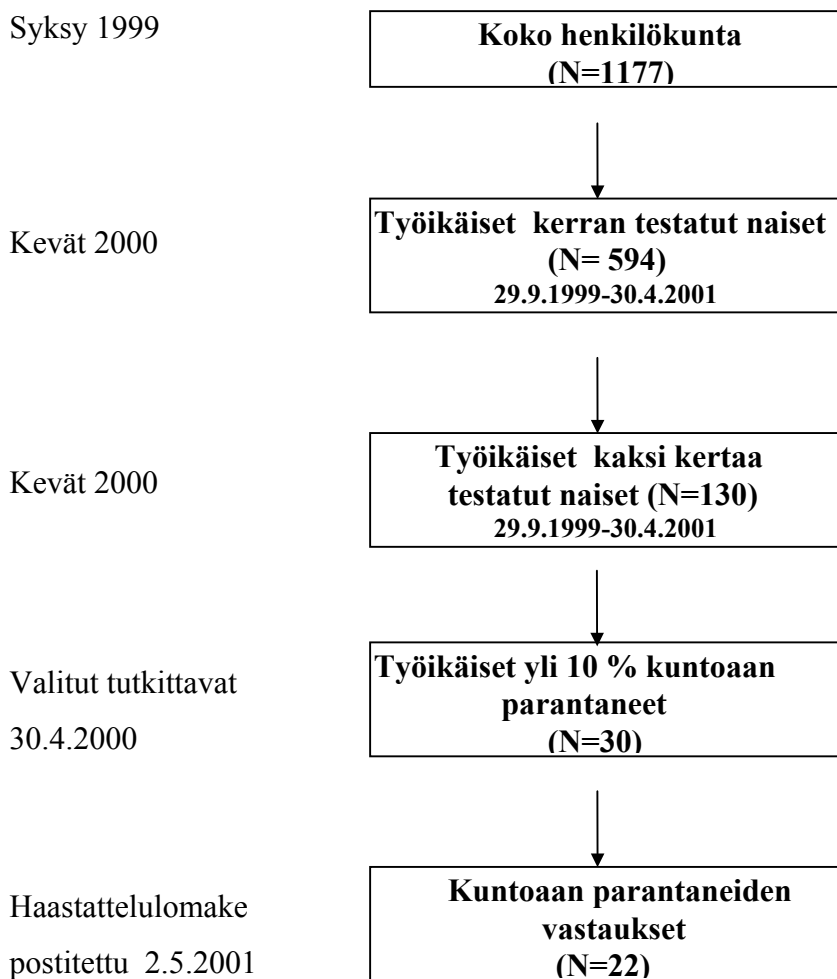 Syksy 1999
Koko henkilökunta
(N=1177)
Kevät 2000
Työikäiset kerran testatut naiset
(N= 594)
29.9.1999-30.4.2001
Kevät 2000
Työikäiset kaksi kertaa
testatut naiset (N=130)
29.9.1999-30.4.2001
Valitut tutkittavat
30.4.2000
Työikäiset yli 10 % kuntoaan
parantaneet
(N=30)
Haastattelulomake
postitettu 2.5.2001
Kuntoaan parantaneiden
vastaukset
(N=22)